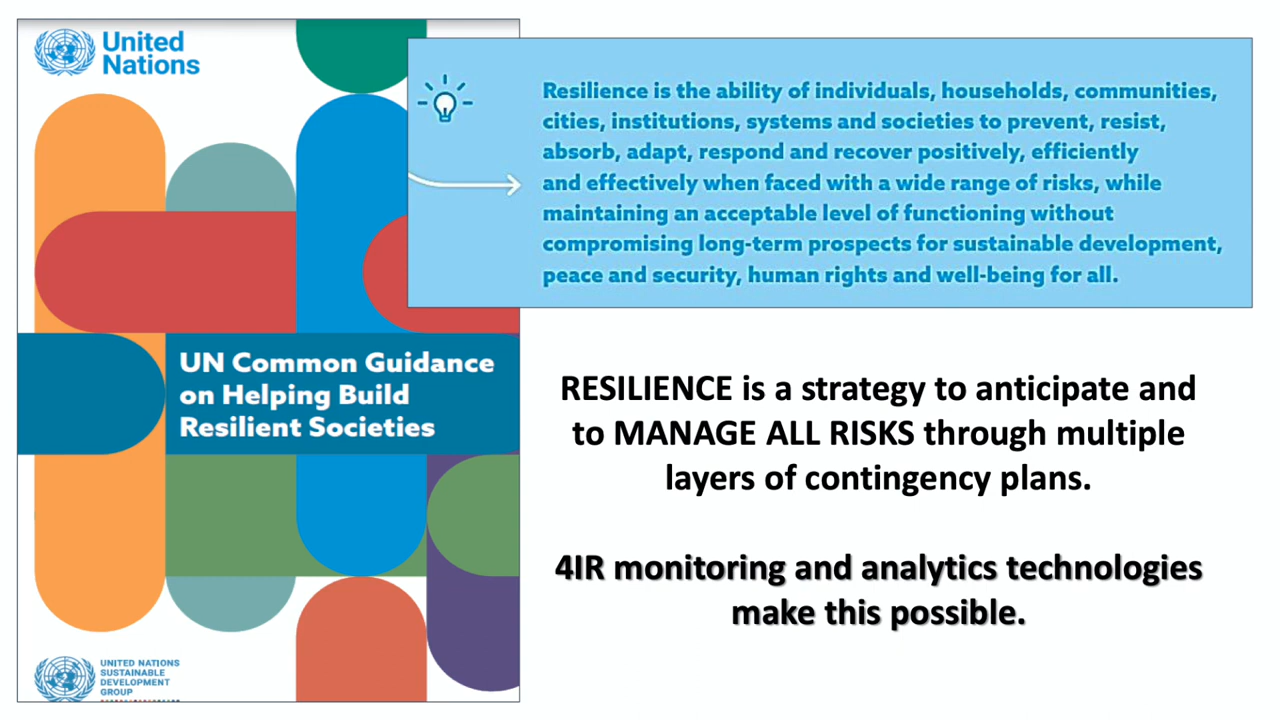 United
Nations
UN Common Guidance
on Helping Build
Resilient Societies
UNITED NATIONS
SUSTAINABLE
DEVELOPMENT
GROUP
Resilience is the ability of individuals, households, communities,
cities, institutions, systems and societies to prevent, resist,
absorb, adapt, respond and recover positively, efficiently
and effectively when faced with a wide range of risks, while
maintaining an acceptable level of functioning without
compromising long-term prospects for sustainable development,
peace and security, human rights and well-being for all.
RESILIENCE is a strategy to anticipate and
to MANAGE ALL RISKS through multiple
layers of contingency plans.
4IR monitoring and analytics technologies
make this possible.